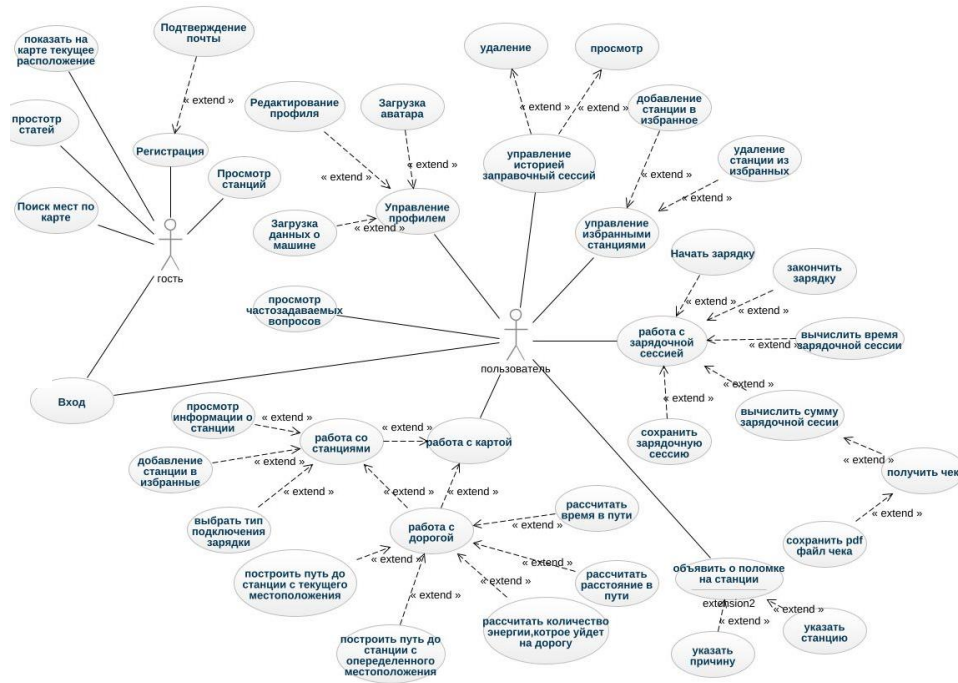 показать на
карте текущее
расположение
Подтверждение
почты
« extend »
простотр
статей
Регистрация
Просмотр
станций
Поиск мест по
карте
гость
Вход
Редактирование
профиля
Загрузка
аватара
« extend »
« extend »
Управление
профилем
Загрузка
данных о
машине
« extend »
просмотр
частозадаваемых
вопросов
удаление
просмотр
« extend »
« extend »
управление
историей
заправочный сессий
добавление
станции в
избранное
« extend »
удаление
станции из
избранных
« extend »
управление
избранными
станциями
пользователь
Начать зарядку
« extend »
закончить
зарядку
« extend »
работа с
зарядочной
сессией
вычислить время
зарядочной сессии
« extend »
« extend »
вычислить сумму
зарядочной сесии
« extend »
сохранить
зарядочную
сессию
« extend »
получить чек
« extend »
сохранить pdf
файл чека
просмотр
информации о
станции
« extend »
работа со
станциями
« extend »
работа с картой
добавление
станции в
избранные
« extend »
« extend »
выбрать тип
подключения
зарядки
« extend »
« extend »
работа с
дорогой
рассчитать
время в пути
« extend »
построить путь до
станции с текущего
местоположения
« extend »
« extend »
рассчитать
расстояние в
пути
« extend »
« extend »
рассчитать количество
энергии,котрое уйдет
на дорогу
построить путь до
станции с
опеределенного
местоположения
объявить о поломке
на станции
extension2
« extend »
« extend »
указать
станцию
указать
причину